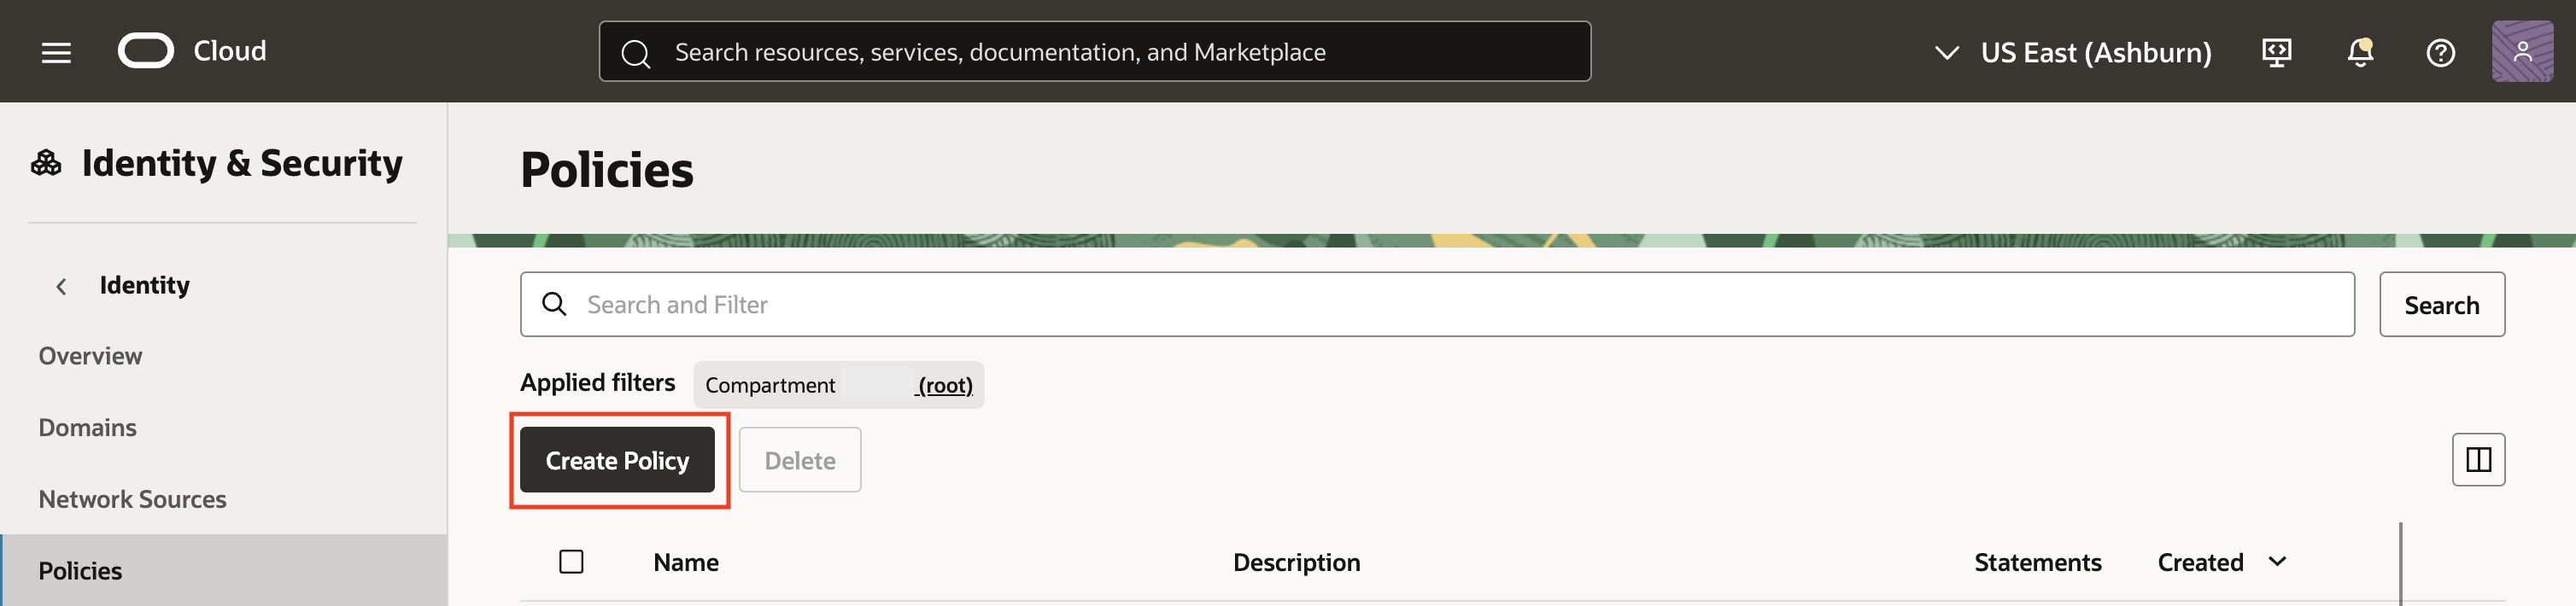 Cloud
Search resources, services, documentation, and Marketplace
US East (Ashburn)
Identity & Security
Identity
Overview
Domains
Network Sources
Policies
Policies
Search and Filter
Search
Applied filters
Compartment (root)
Create Policy
Delete
Name
Description
Statements
Created